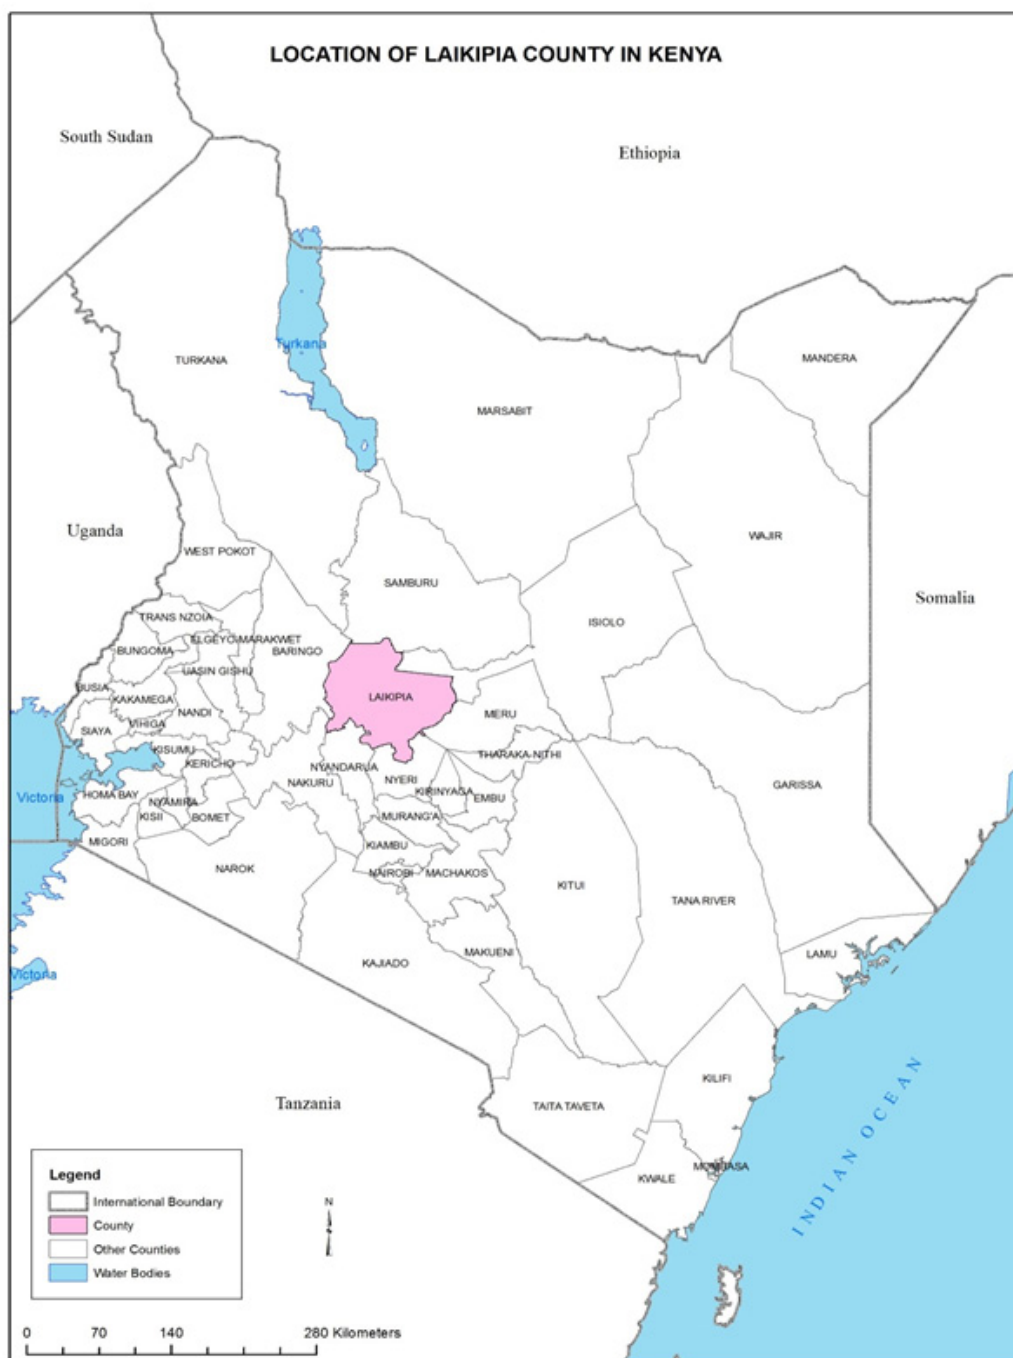 LOCATION OF LAIKIPIA COUNTY IN KENYA
South Sudan
Ethiopia
Turkana
TURKANA
MANDERA
MARSABIT
Uganda
WAJIR
WEST POKOT
SAMBURU
Somalia
TRANS NZOIA
ISIOLO
ELGEYO-MARAKWET
BUNGOMA
BARINGO
UASIN GISHU
BUSIA
KAKAMEGA
LAIKIPIA
NANDI
MERU
VIHIGA
SIAYA
KISUMU
THARAKA-NITHI
KERICHO
NYANDARUA
NYERI
NAKURU
GARISSA
KIRINYAGA
HOMA BAY
Victoria
EMBU
NYAMIRA
KISII
BOMET
MURANG'A
MIGORI
KIAMBU
NAROK
NAIROBI
MACHAKOS
KITUI
TANA RIVER
MAKUENI
LAMU
KAJIADO
Victoria
KILIFI
Tanzania
TAITA TAVETA
INDIAN OCEAN
MOMBASA
KWALE
Legend
International Boundary
County
Other Counties
Water Bodies
N
0 70 140 280 Kilometers